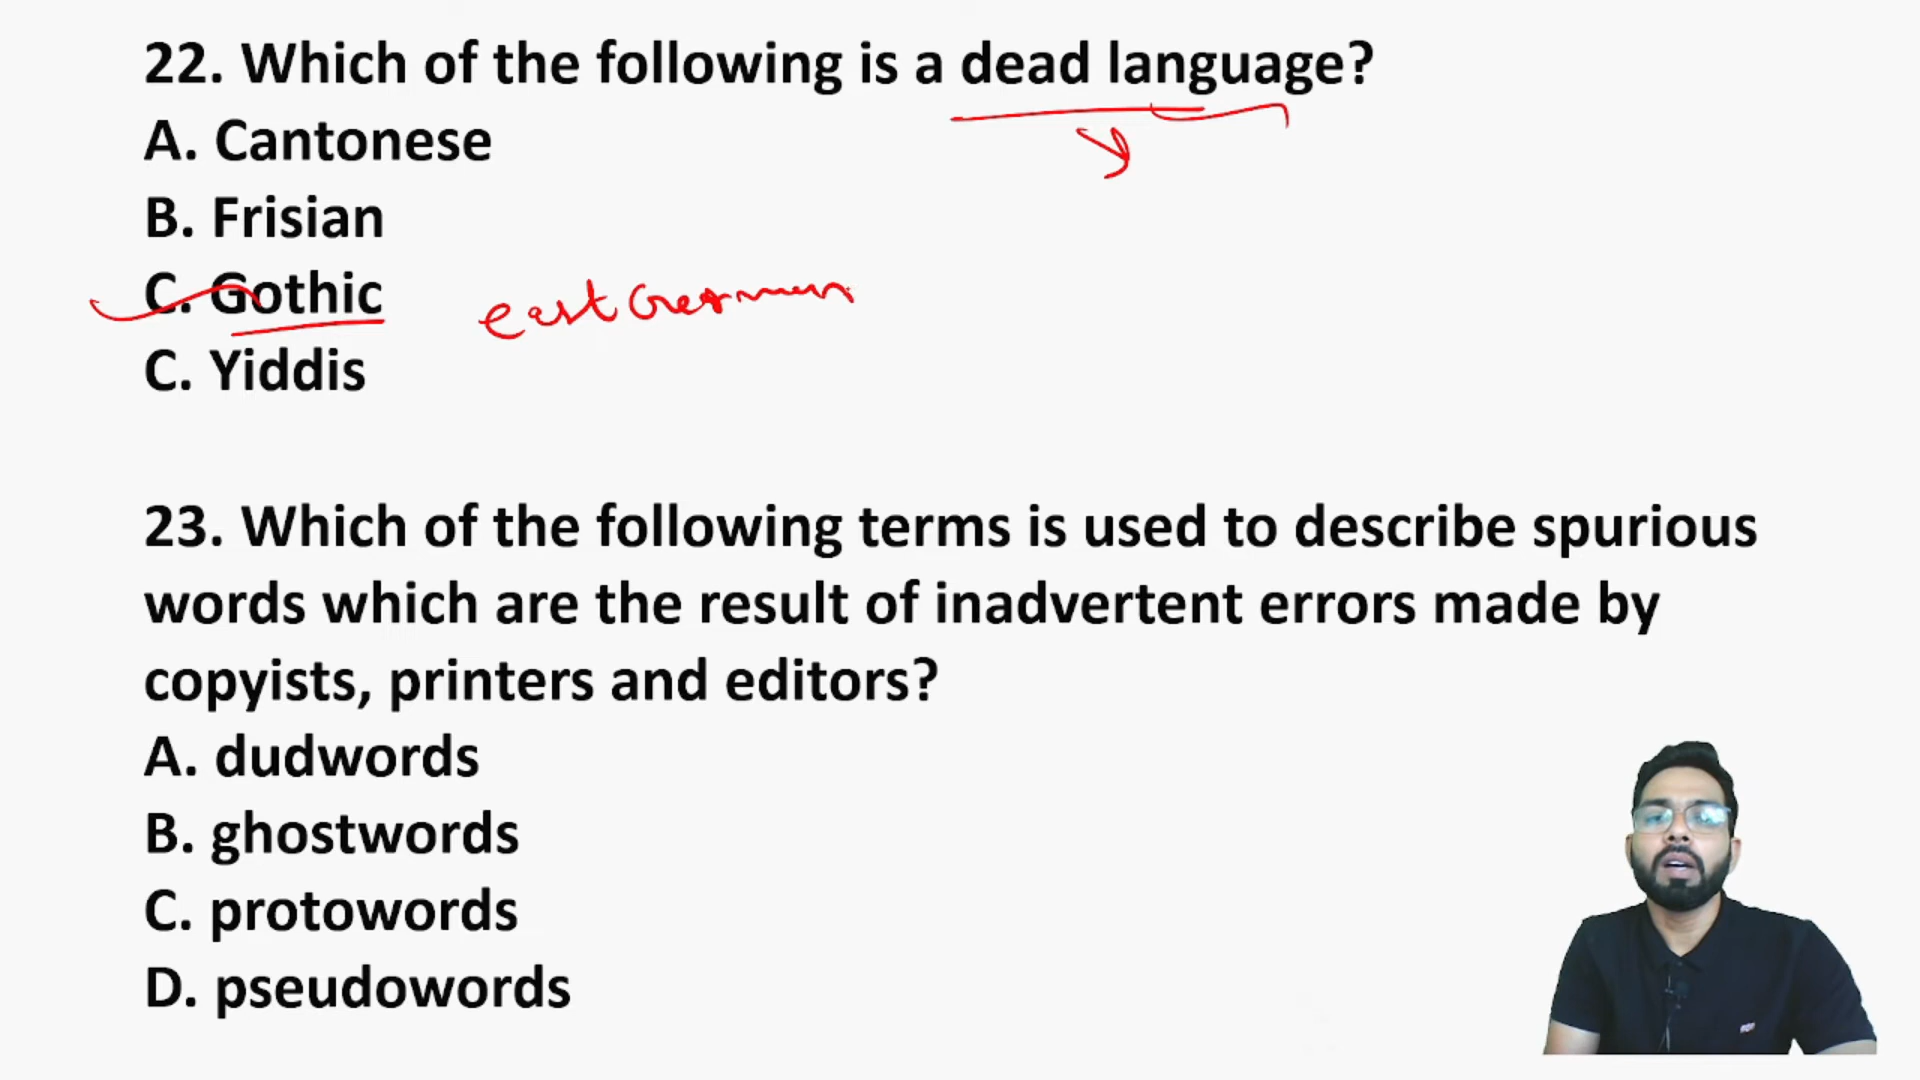 22. Which of the following is a dead language?
A. Cantonese
B. Frisian
C. Gothic east German
C. Yiddis
23. Which of the following terms is used to describe spurious
words which are the result of inadvertent errors made by
copyists, printers and editors?
A. dudwords
B. ghostwords
C. protowords
D. pseudowords